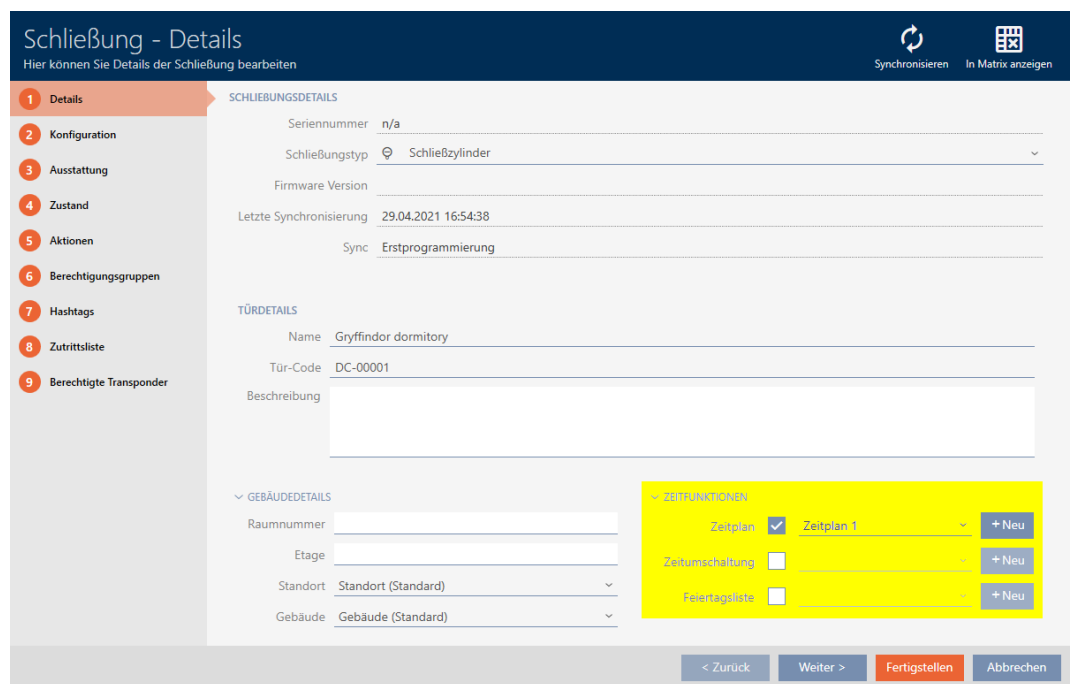 Schließung - Details
Hier können Sie Details der Schließung bearbeiten
Synchronisieren
In Matrix anzeigen
1 Details
2 Konfiguration
3 Ausstattung
4 Zustand
5 Aktionen
6 Berechtigungsgruppen
7 Hashtags
8 Zutrittsliste
9 Berechtigte Transponder
SCHLIEßUNGSDETAILS
Seriennummer n/a
Schließungstyp Schließzylinder
Firmware Version
Letzte Synchronisierung 29.04.2021 16:54:38
Sync Erstprogrammierung
TÜRDETAILS
Name Gryffindor dormitory
Tür-Code DC-00001
Beschreibung
GEBÄUDEDETAILS
Raumnummer
Etage
Standort Standort (Standard)
Gebäude Gebäude (Standard)
ZEITFUNKTIONEN
Zeitplan Zeitplan 1 +Neu
Zeitumschaltung +Neu
Feiertagsliste +Neu
< Zurück
Weiter >
Fertigstellen
Abbrechen